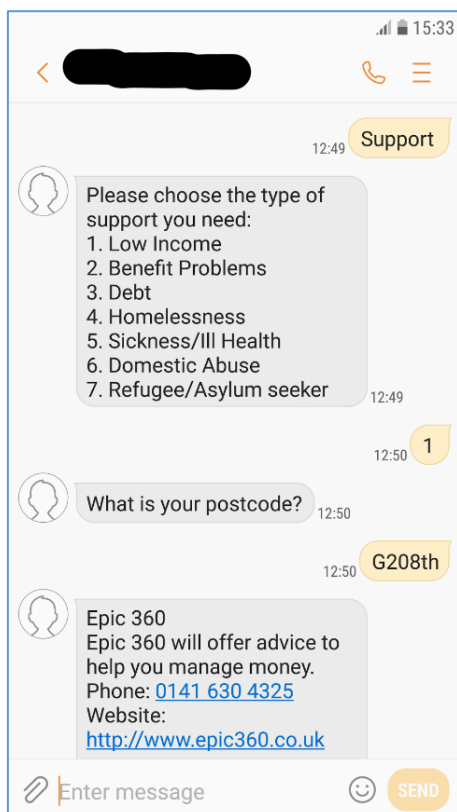 15:33
Support
12:49
Please choose the type of
support you need:
1. Low Income
2. Benefit Problems
3. Debt
4. Homelessness
5. Sickness/Ill Health
6. Domestic Abuse
7. Refugee/Asylum seeker
12:49
1
12:50
What is your postcode?
12:50
G208th
12:50
Epic 360
Epic 360 will offer advice to
help you manage money.
Phone: 0141 630 4325
Website:
http://www.epic360.co.uk
Enter message
SEND